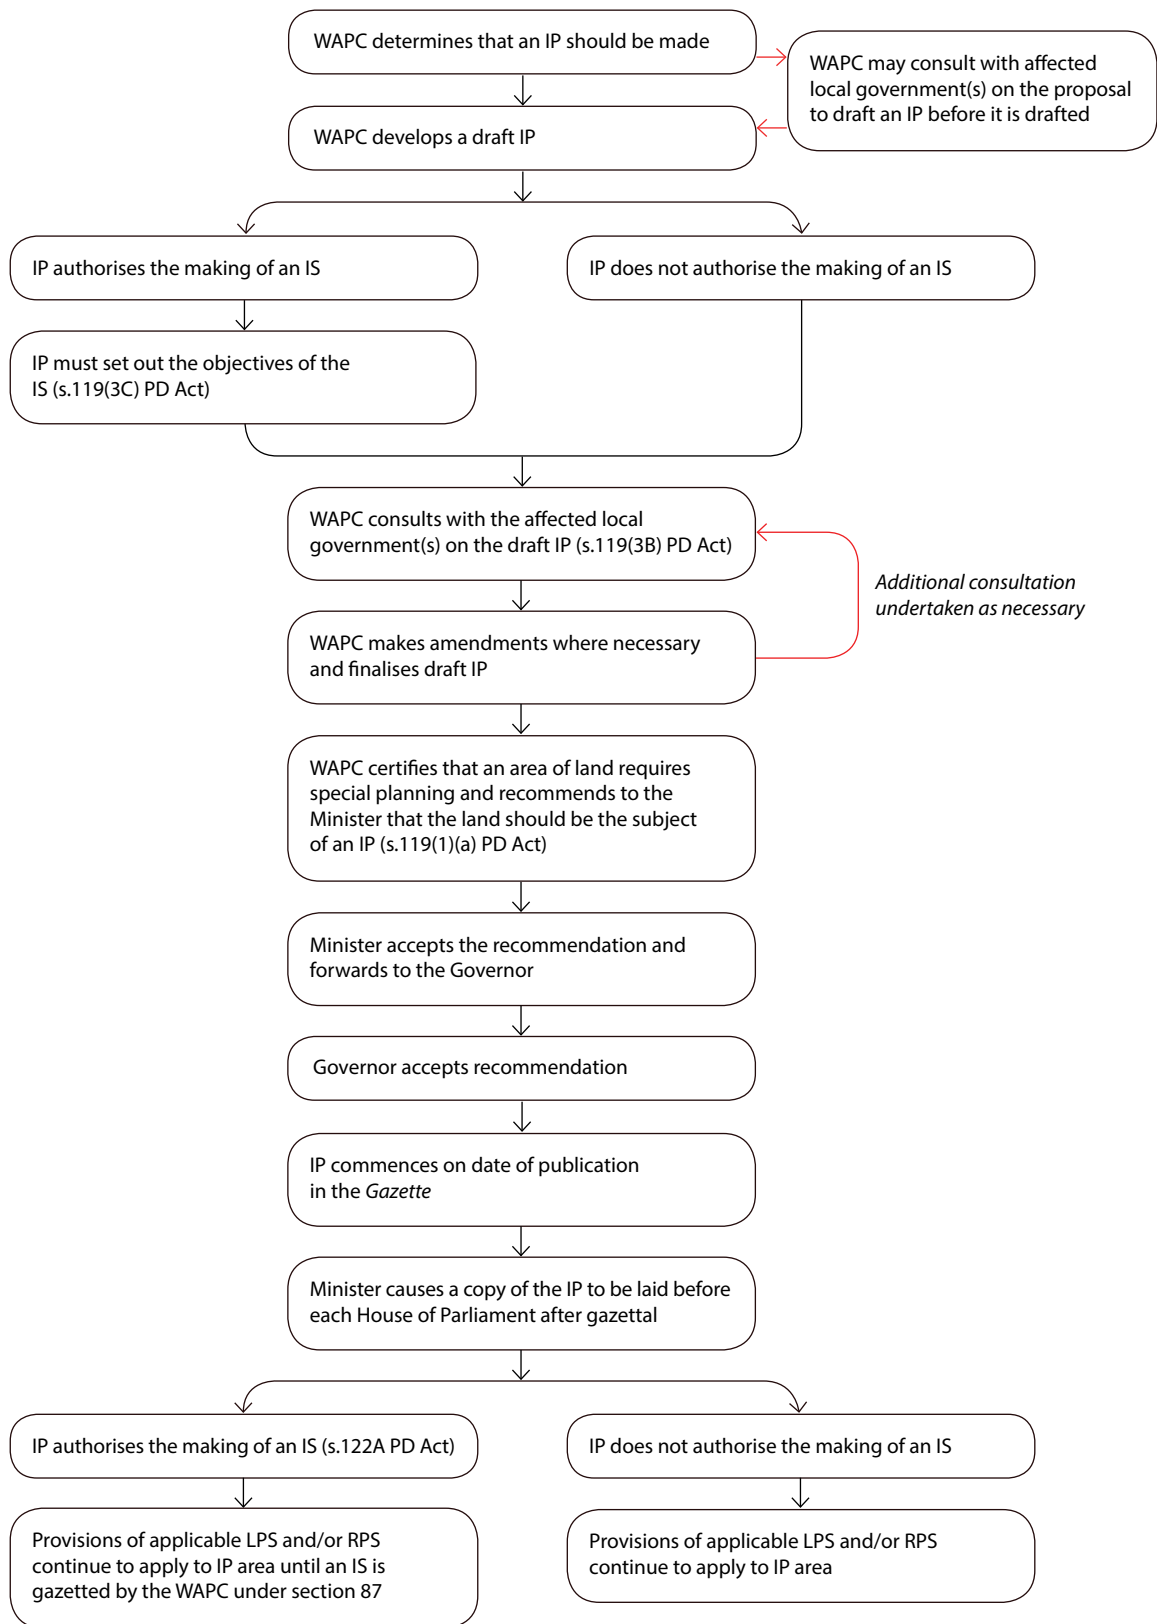 WAPC determines that an IP should be made
WAPC may consult with affected
local government(s) on the proposal
to draft an IP before it is drafted
WAPC develops a draft IP
IP authorises the making of an IS
IP does not authorise the making of an IS
IP must set out the objectives of the
IS (s.119(3C) PD Act)
WAPC consults with the affected local
government(s) on the draft IP (s.119(3B) PD Act)
Additional consultation
undertaken as necessary
WAPC makes amendments where necessary
and finalises draft IP
WAPC certifies that an area of land requires
special planning and recommends to the
Minister that the land should be the subject
of an IP (s.119(1)(a) PD Act)
Minister accepts the recommendation and
forwards to the Governor
Governor accepts recommendation
IP commences on date of publication
in the Gazette
Minister causes a copy of the IP to be laid before
each House of Parliament after gazettal
IP authorises the making of an IS (s.122A PD Act)
IP does not authorise the making of an IS
Provisions of applicable LPS and/or RPS
continue to apply to IP area until an IS is
gazetted by the WAPC under section 87
Provisions of applicable LPS and/or RPS
continue to apply to IP area